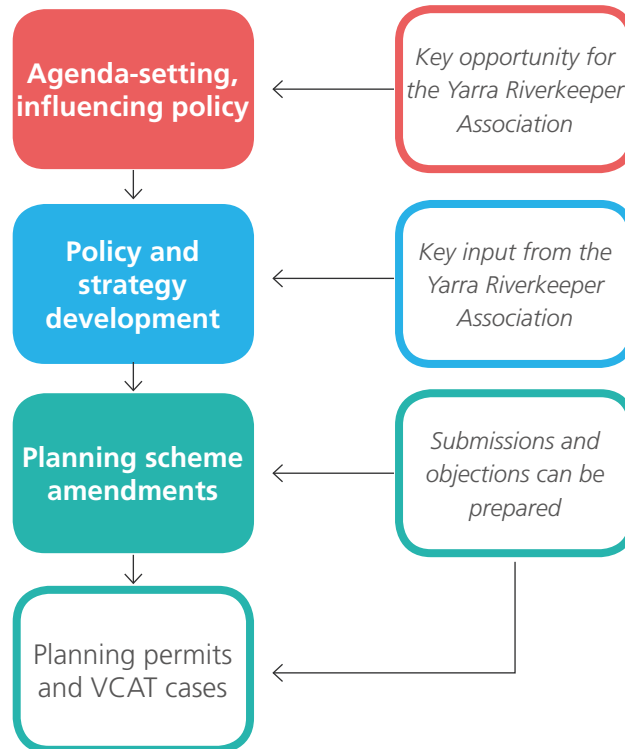 Agenda-setting,
influencing policy
Key opportunity for
the Yarra Riverkeeper
Association
Policy and
strategy
development
Key input from the
Yarra Riverkeeper
Association
Planning scheme
amendments
Submissions and
objections can be
prepared
Planning permits
and VCAT cases